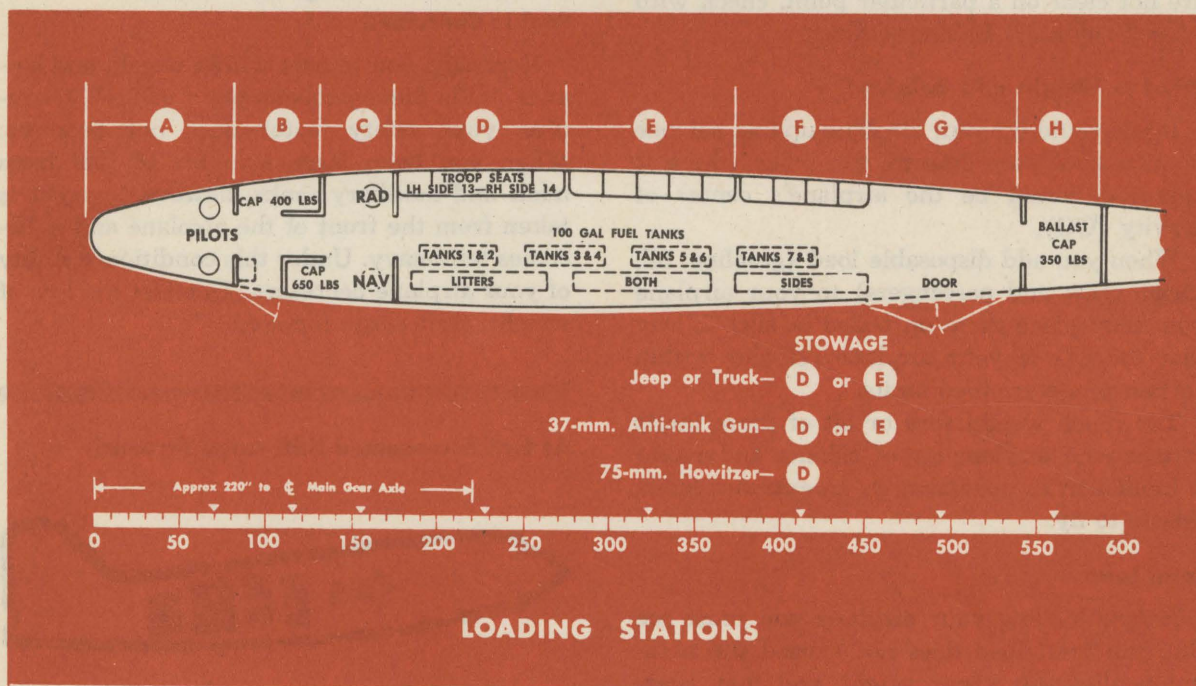 A B C D E F G H
TROOP SEATS
LH SIDE 13—RH SIDE 14
CAP 400 LBS
RAD
PILOTS
100 GAL FUEL TANKS
TANKS 1 & 2 TANKS 3 & 4 TANKS 5 & 6 TANKS 7 & 8
CAP
650 LBS
NAV
LITTERS BOTH SIDES
DOOR
BALLAST
CAP
350 LBS
STOWAGE
Jeep or Truck— D or E
37-mm. Anti-tank Gun— D or E
75-mm. Howitzer— D
Approx 220" to ℄ Main Gear Axle
0 50 100 150 200 250 300 350 400 450 500 550 600
LOADING STATIONS